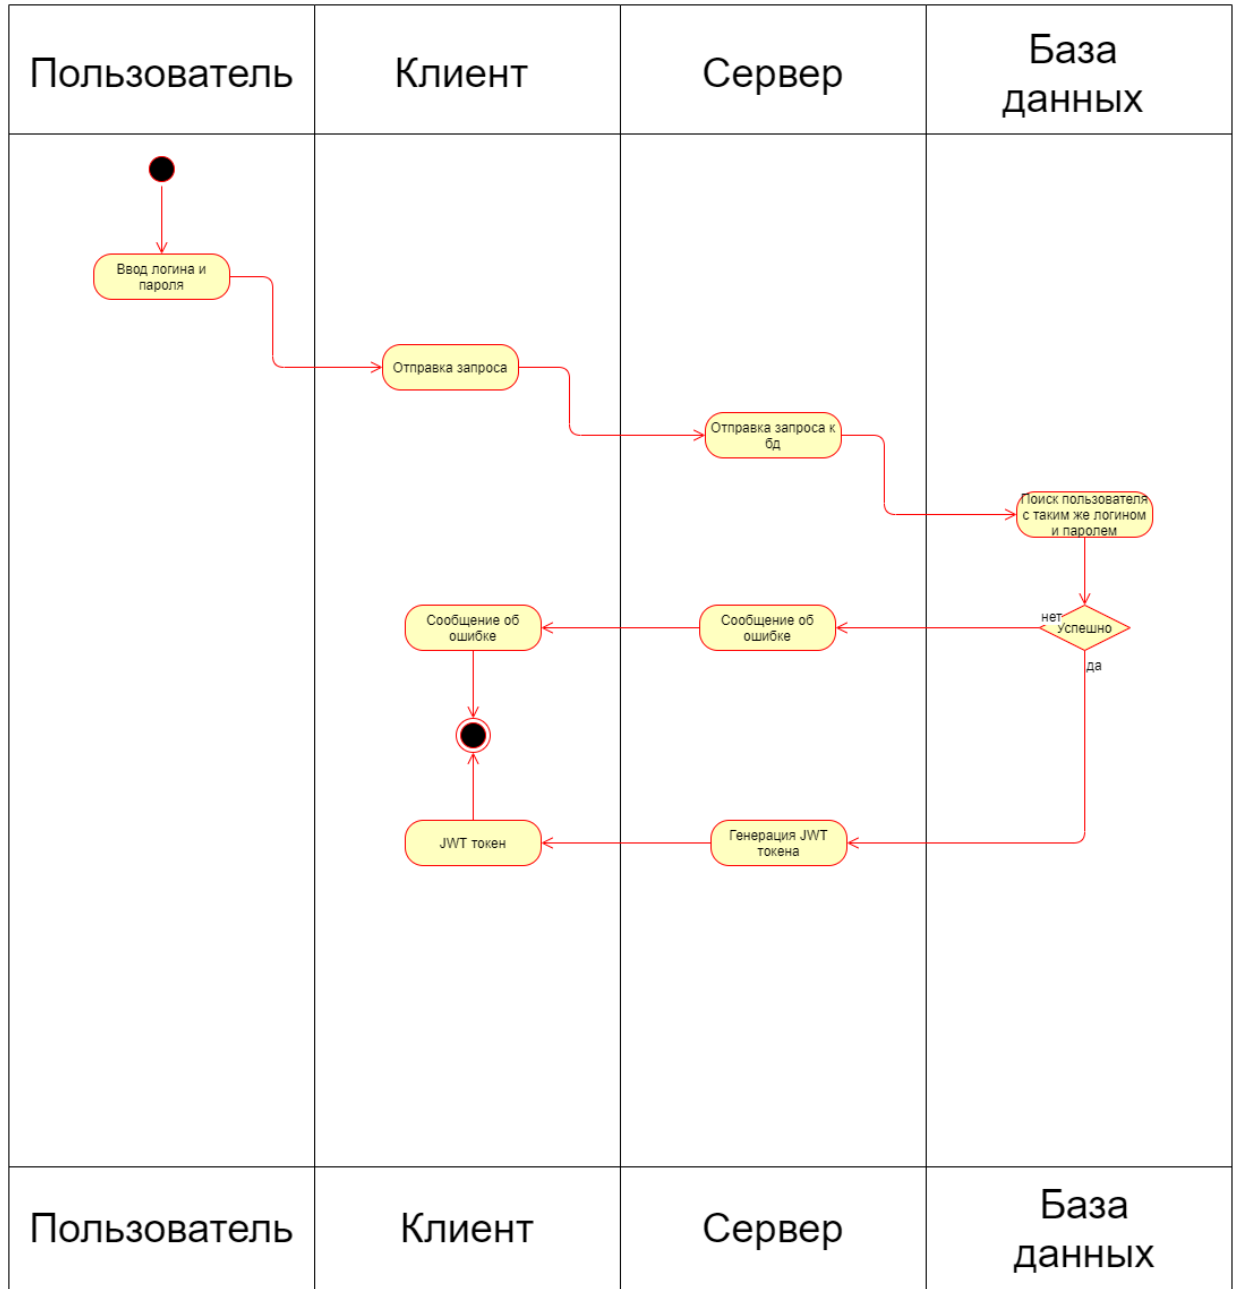 Пользователь
Клиент
Сервер
База
данных
Ввод логина и
пароля
Отправка запроса
Отправка запроса к
бд
Поиск пользователя
с таким же логином
и паролем
Сообщение об
ошибке
Сообщение об
ошибке
нет
Успешно
да
JWT токен
Генерация JWT
токена
Пользователь
Клиент
Сервер
База
данных